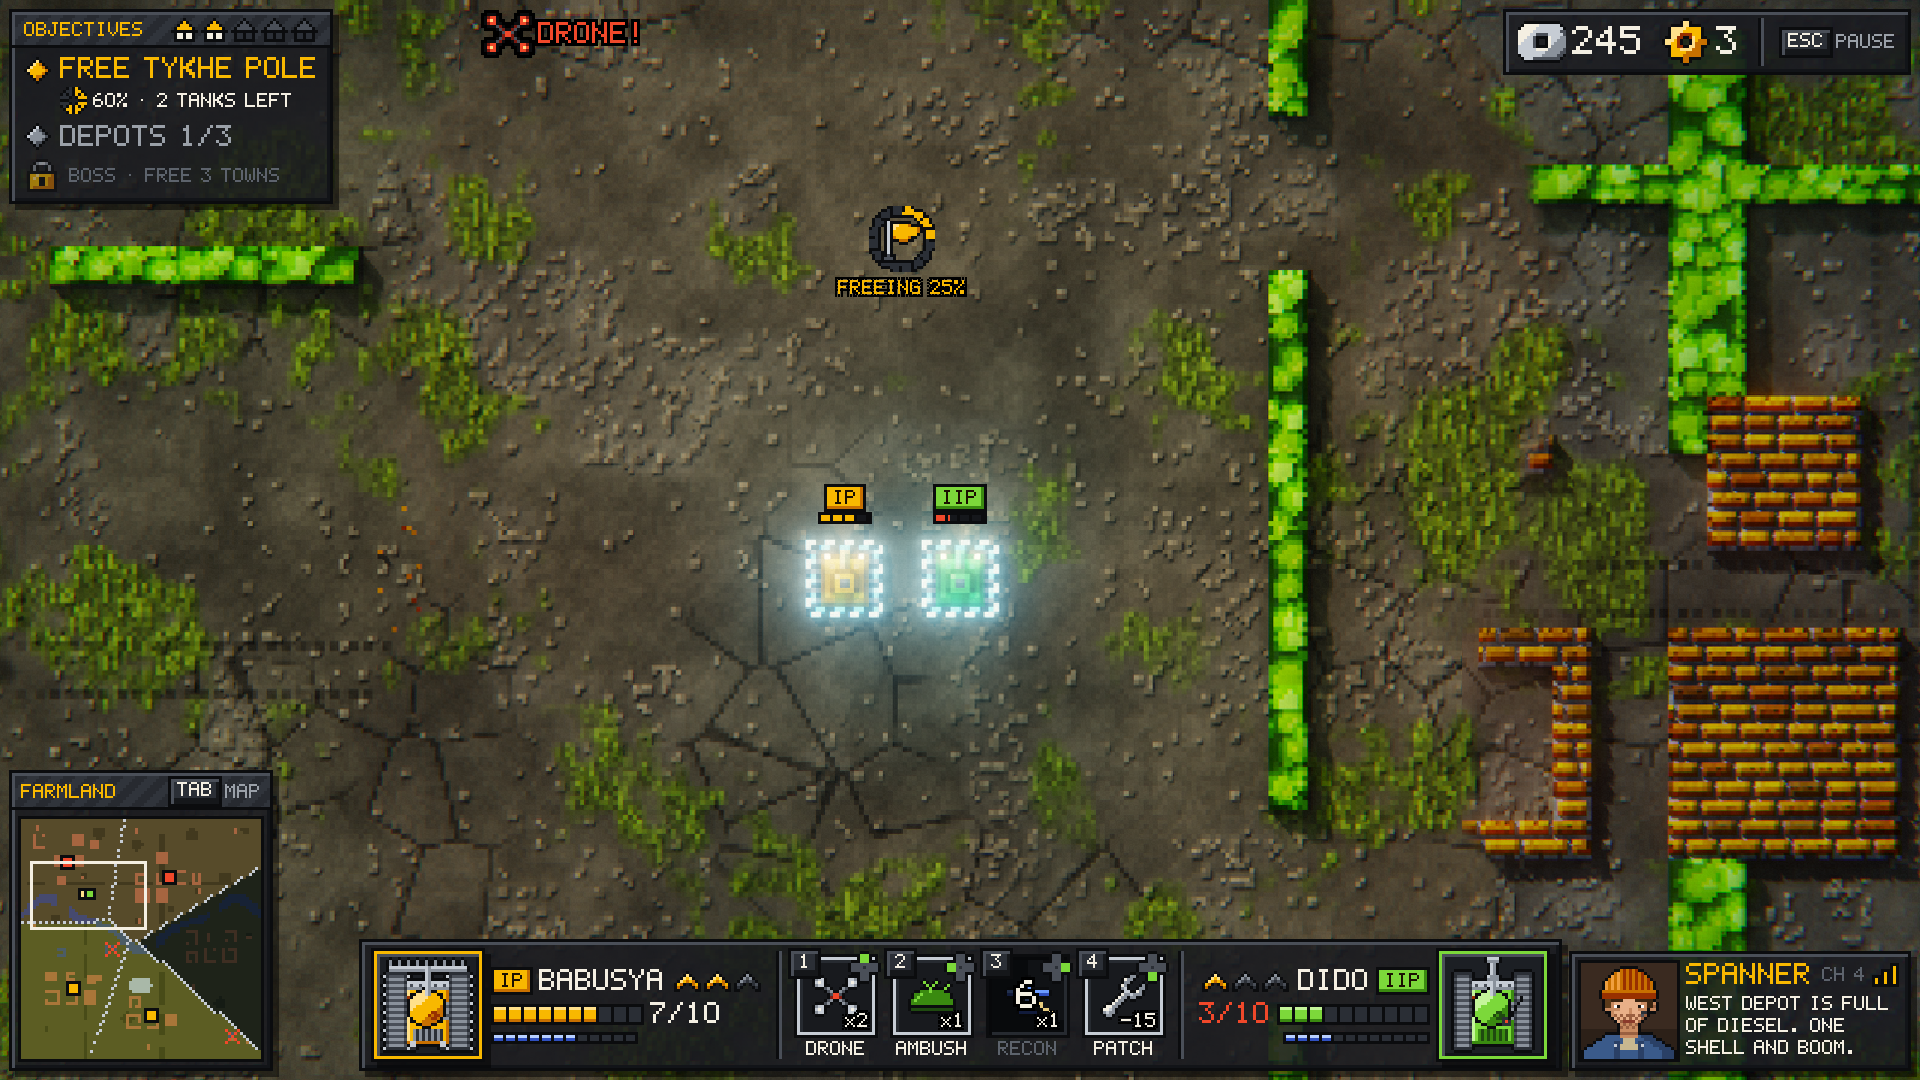 OBJECTIVES
FREE TYKHE POLE
60% · 2 TANKS LEFT
DEPOTS 1/3
BOSS · FREE 3 TOWNS
DRONE!
245 3 ESC PAUSE
FREEING 25%
IP IIP
FARMLAND TAB MAP
IP BABUSYA
7/10
1 x2 DRONE
2 x1 AMBUSH
3 6 x1 RECON
4 -15 PATCH
DIDO IIP
3/10
SPANNER CH 4
WEST DEPOT IS FULL
OF DIESEL. ONE
SHELL AND BOOM.